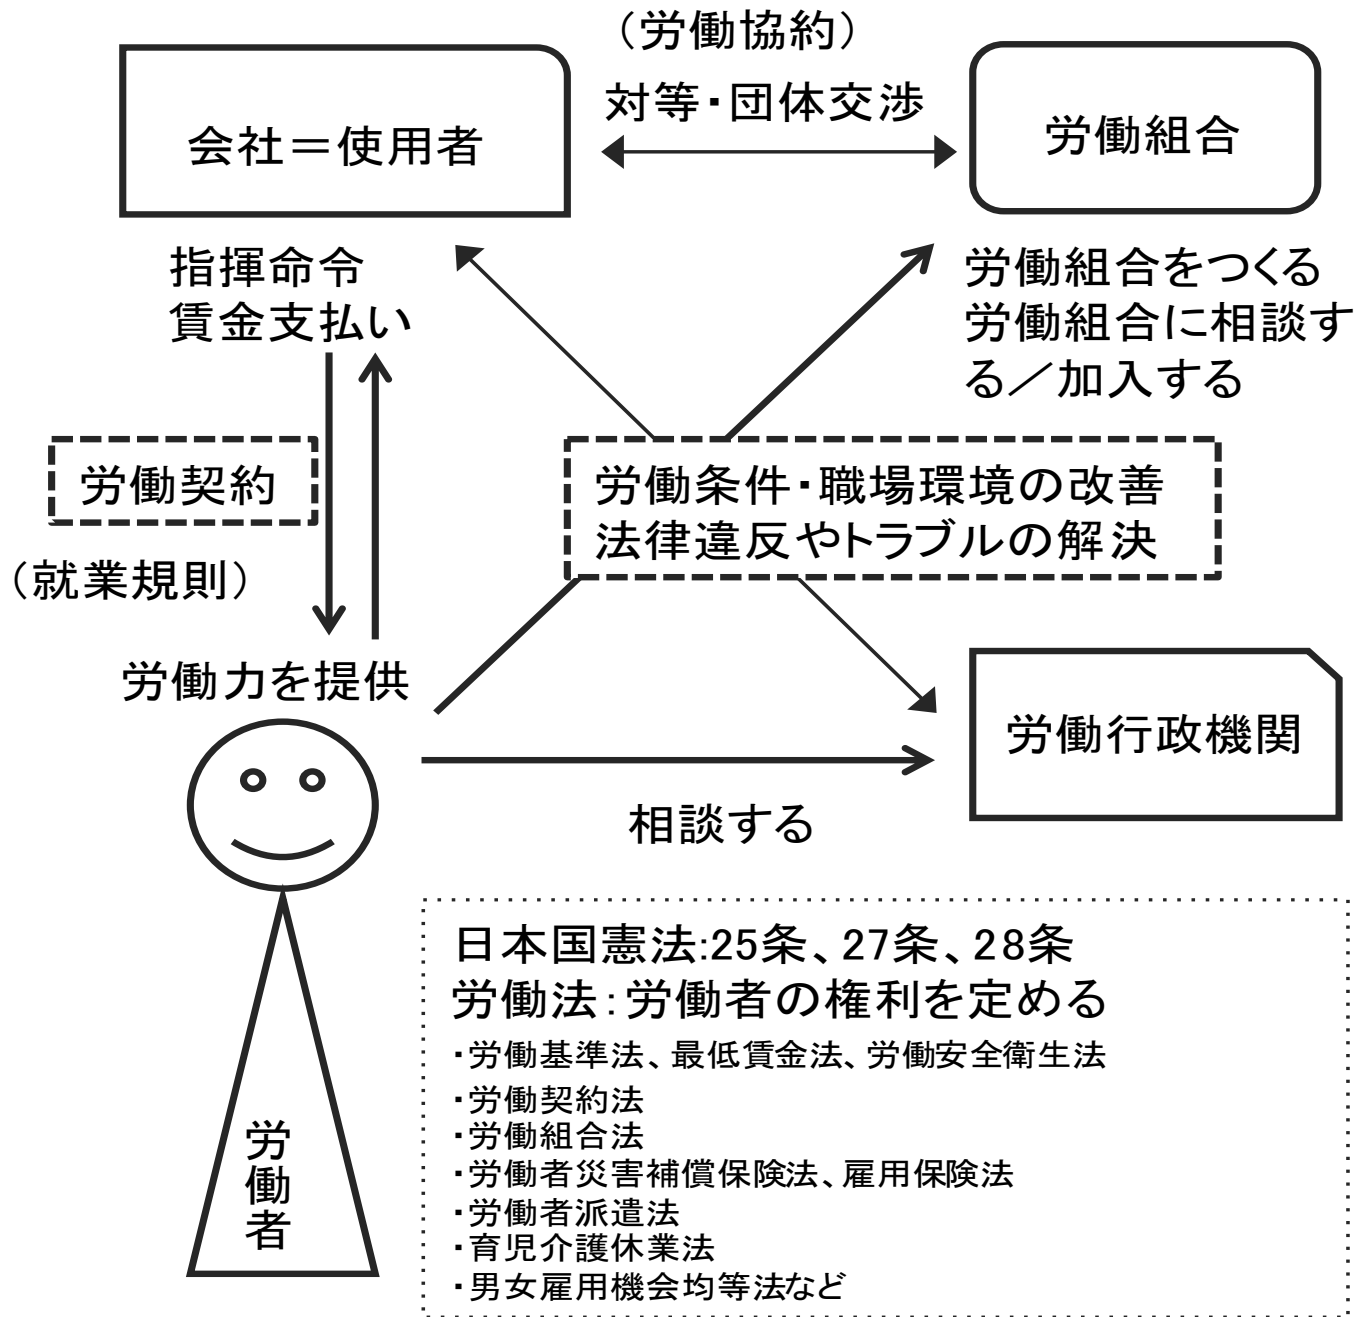 （労働協約）
対等・団体交渉
会社＝使用者
労働組合
指揮命令
賃金支払い
労働組合をつくる
労働組合に相談す
る／加入する
労働契約
（就業規則）
労働条件・職場環境の改善
法律違反やトラブルの解決
労働力を提供
労働行政機関
相談する
労働者
日本国憲法:25条、27条、28条
労働法：労働者の権利を定める
・労働基準法、最低賃金法、労働安全衛生法
・労働契約法
・労働組合法
・労働者災害補償保険法、雇用保険法
・労働者派遣法
・育児介護休業法
・男女雇用機会均等法など